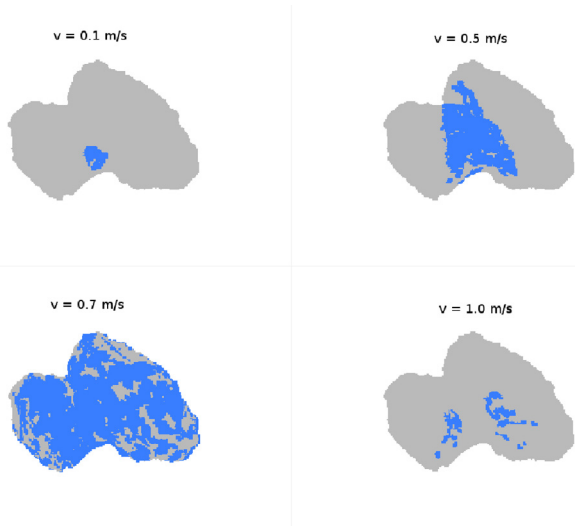 v = 0.1 m/s
v = 0.5 m/s
v = 0.7 m/s
v = 1.0 m/s